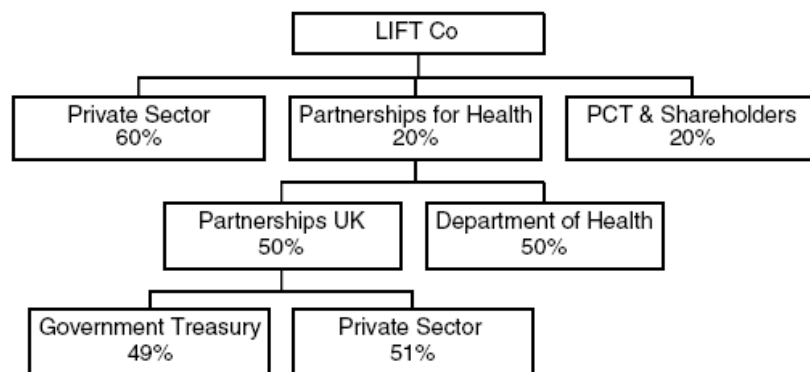 LIFT Co
Private Sector
60%
Partnerships for Health
20%
PCT & Shareholders
20%
Partnerships UK
50%
Department of Health
50%
Government Treasury
49%
Private Sector
51%